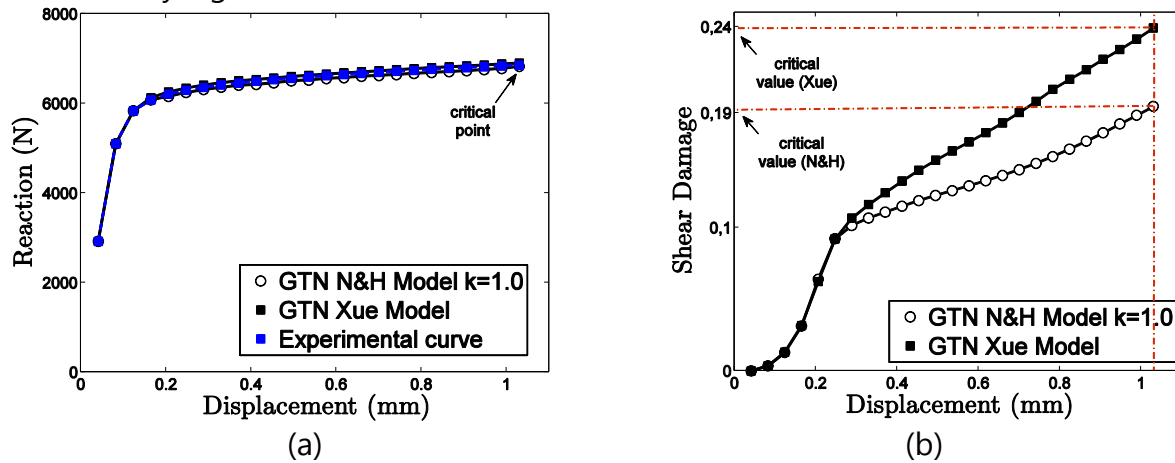 8000
6000
4000
2000
0
0
0.2
0.4
0.6
0.8
1
Reaction (N)
Displacement (mm)
critical
point
GTN N&H Model k=1.0
GTN Xue Model
Experimental curve
(a)
0,24
0,19
0,1
0
0
0.2
0.4
0.6
0.8
1
Shear Damage
Displacement (mm)
critical
value (Xue)
critical
value (N&H)
GTN N&H Model k=1.0
GTN Xue Model
(b)